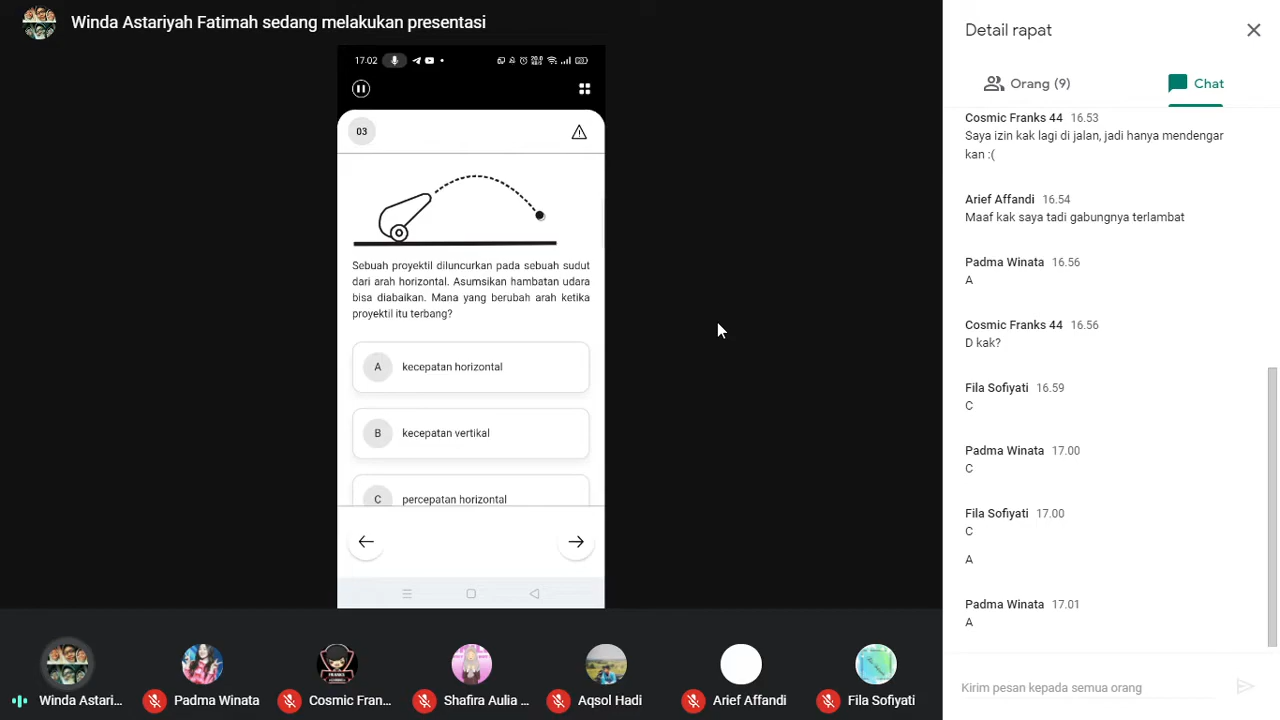 Winda Astariyah Fatimah sedang melakukan presentasi
17.02
03
Sebuah proyektil diluncurkan pada sebuah sudut
dari arah horizontal. Asumsikan hambatan udara
bisa diabaikan. Mana yang berubah arah ketika
proyektil itu terbang?
A kecepatan horizontal
B kecepatan vertikal
C percepatan horizontal
Winda Astari...
Padma Winata
Cosmic Fran...
Shafira Aulia ...
Aqsol Hadi
Arief Affandi
Fila Sofiyati
Detail rapat
Orang (9)
Chat
Cosmic Franks 44 16.53
Saya izin kak lagi di jalan, jadi hanya mendengar
kan :(
Arief Affandi 16.54
Maaf kak saya tadi gabungnya terlambat
Padma Winata 16.56
A
Cosmic Franks 44 16.56
D kak?
Fila Sofiyati 16.59
C
Padma Winata 17.00
C
Fila Sofiyati 17.00
C
A
Padma Winata 17.01
A
Kirim pesan kepada semua orang